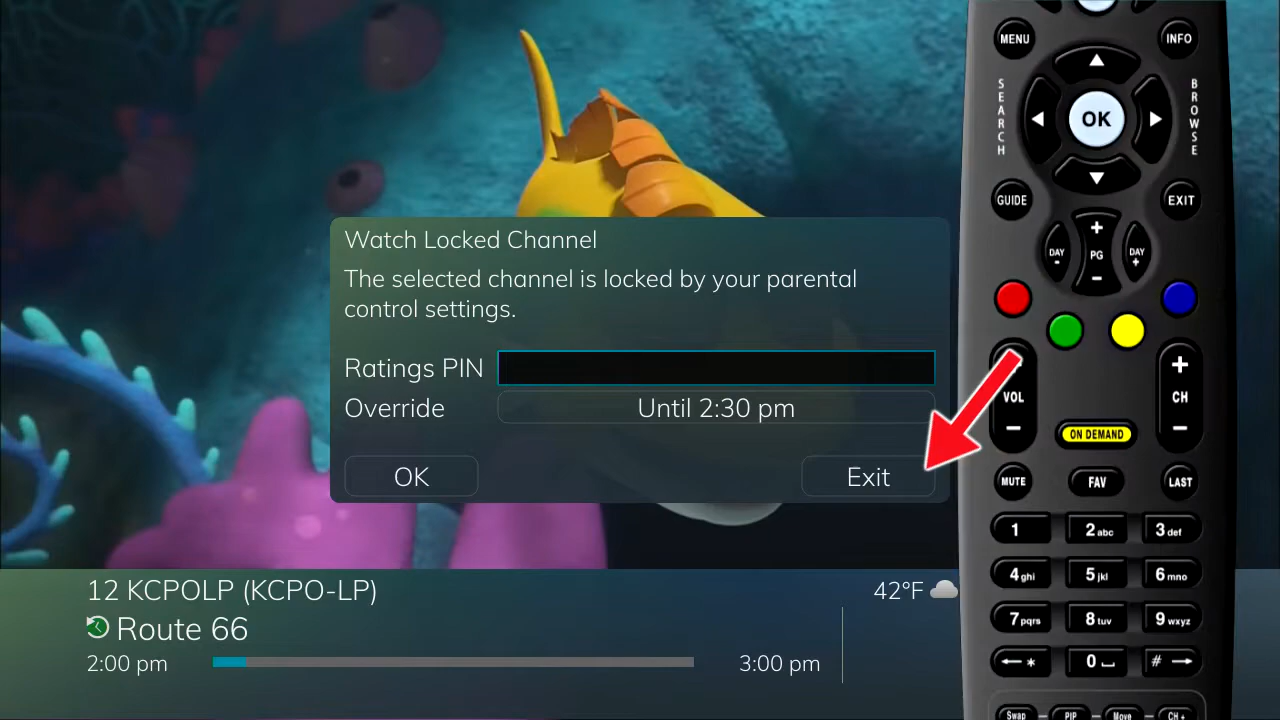 Watch Locked Channel
The selected channel is locked by your parental
control settings.
Ratings PIN
Override Until 2:30 pm
OK Exit
12 KCPOLP (KCPO-LP)
42°F
Route 66
2:00 pm 3:00 pm
MENU INFO
SEARCH OK BROWSE
GUIDE EXIT
DAY - + PG - DAY +
VOL - + CH -
ON DEMAND
MUTE FAV LAST
1 2abc 3def
4ghi 5jkl 6mno
7pqrs 8tuv 9wxyz
* 0 #
Swap PIP Move CH+